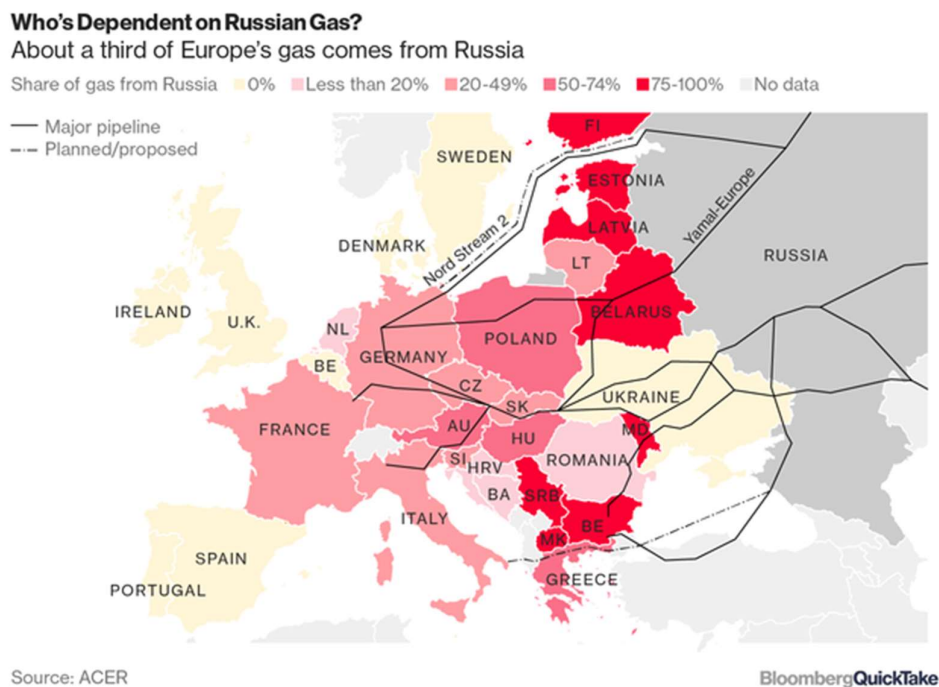 Who's Dependent on Russian Gas?
About a third of Europe's gas comes from Russia
Share of gas from Russia 0% Less than 20% 20-49% 50-74% 75-100% No data
Major pipeline
Planned/proposed
FI
SWEDEN
ESTONIA
Yamal-Europe
LATVIA
DENMARK
Nord Stream 2
LT
RUSSIA
IRELAND
U.K.
NL
BELARUS
POLAND
GERMANY
BE
CZ
UKRAINE
SK
FRANCE
AU
HU
MD
SI
HRV
ROMANIA
BA
SRB
ITALY
BE
MK
SPAIN
GREECE
PORTUGAL
Source: ACER
BloombergQuickTake